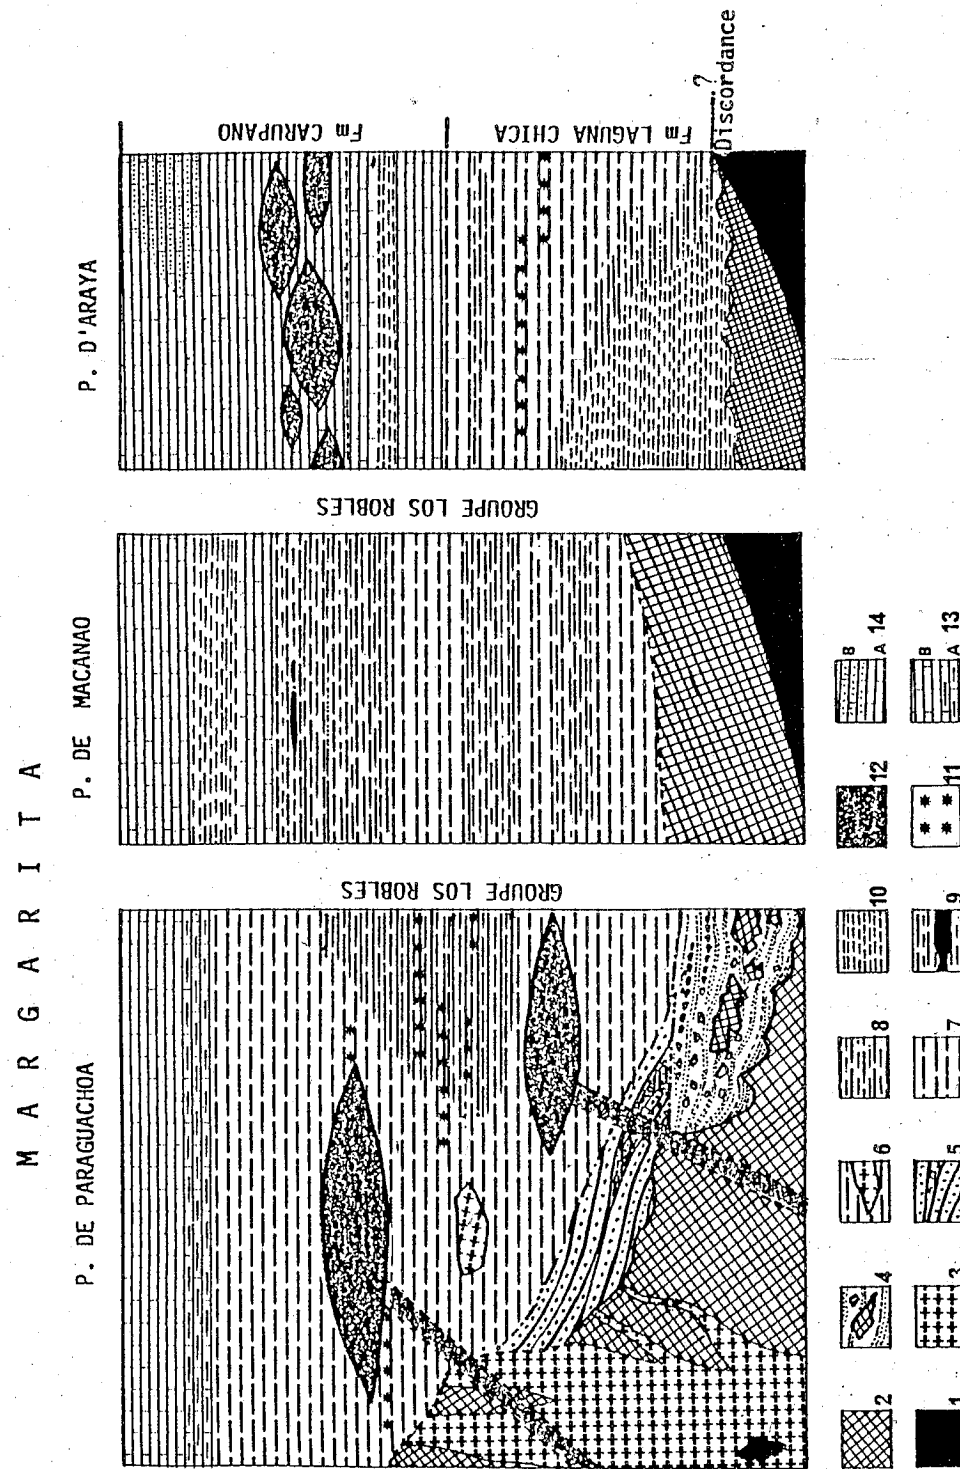 M A R G A R I T A
P. DE PARAGUACHOA
P. DE MACANAO
P. D'ARAYA
GROUPE LOS ROBLES
GROUPE LOS ROBLES
Fm CARUPANO
Fm LAGUNA CHICA
?
Discordance
2
4
6
8
10
12
B
A 14
1
3
5
7
9
11
B
A 13